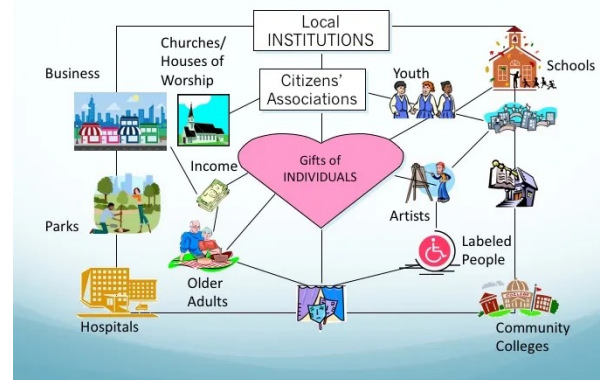 Local
INSTITUTIONS
Churches/
Houses of
Worship
Citizens'
Associations
Business
Youth
Schools
Income
Gifts of
INDIVIDUALS
Artists
Parks
Labeled
People
Older
Adults
Hospitals
Community
Colleges